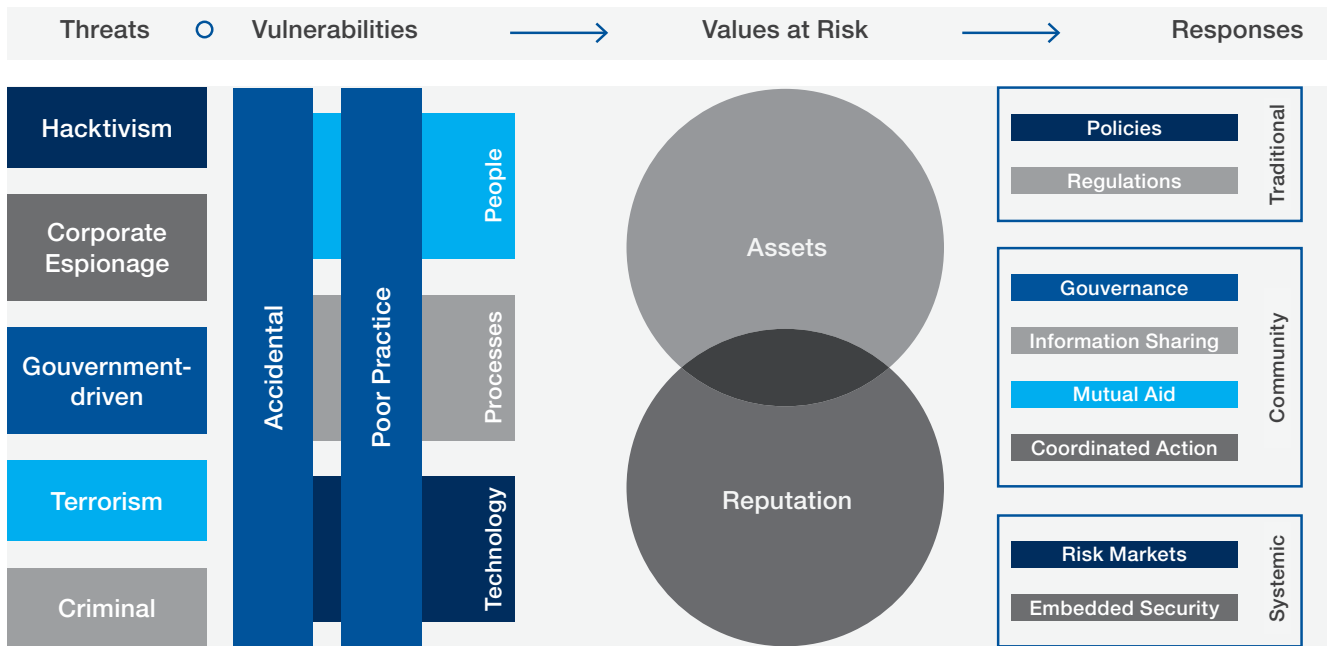 Threats
Vulnerabilities
Values at Risk
Responses
Hacktivism
Corporate
Espionage
Gouvernment-
driven
Terrorism
Criminal
Accidental
Poor Practice
People
Processes
Technology
Assets
Reputation
Policies
Regulations
Traditional
Gouvernance
Information Sharing
Mutual Aid
Coordinated Action
Community
Risk Markets
Embedded Security
Systemic